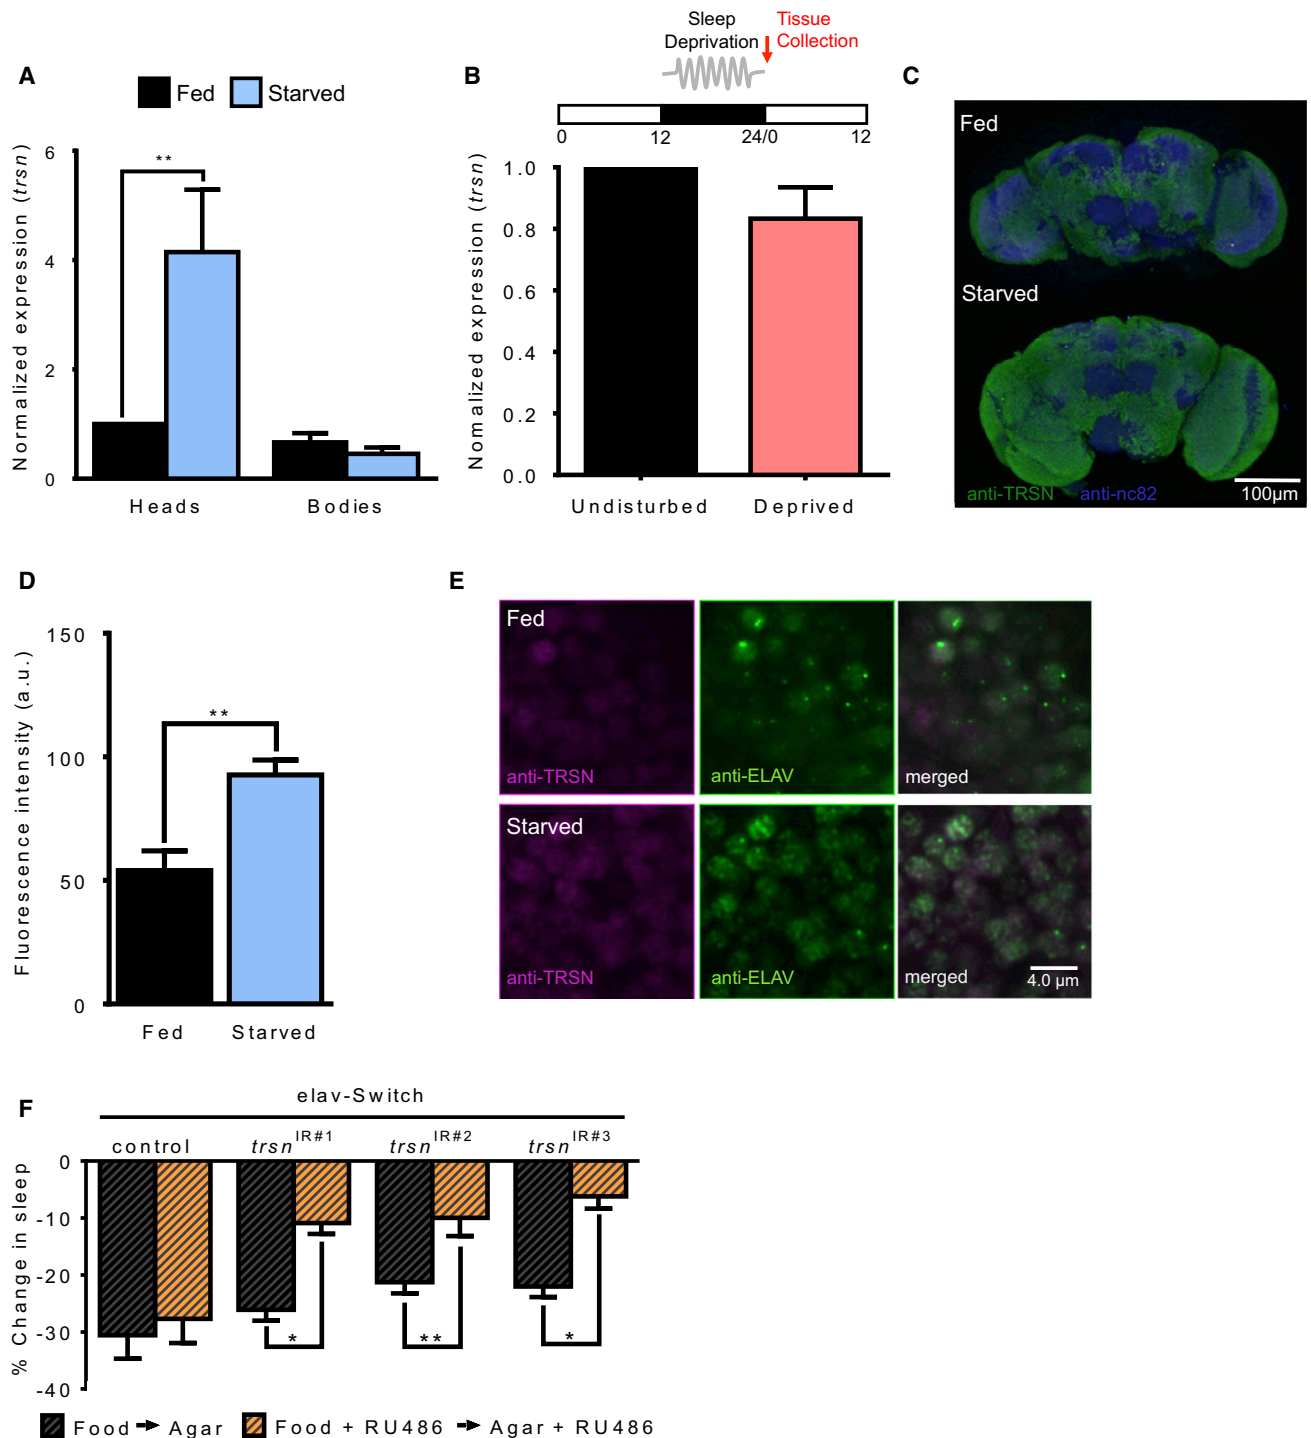 A
Fed
Starved
Normalized expression (trsn)
6
4
2
0
**
Heads
Bodies
B
Sleep
Deprivation
Tissue
Collection
0
12
24/0
12
Nomalized expression (trsn)
1.0
0.8
0.6
0.4
0.2
0.0
Undisturbed
Deprived
C
Fed
Starved
anti-TRSN
anti-nc82
100µm
D
Fluorescence intensity (a.u.)
150
100
50
0
**
Fed
Starved
E
Fed
anti-TRSN
anti-ELAV
merged
Starved
anti-TRSN
anti-ELAV
merged
4.0 µm
F
elav-Switch
control
trsn IR#1
trsn IR#2
trsn IR#3
% Change in sleep
0
-10
-20
-30
-40
*
**
*
Food → Agar
Food + RU486 → Agar + RU486